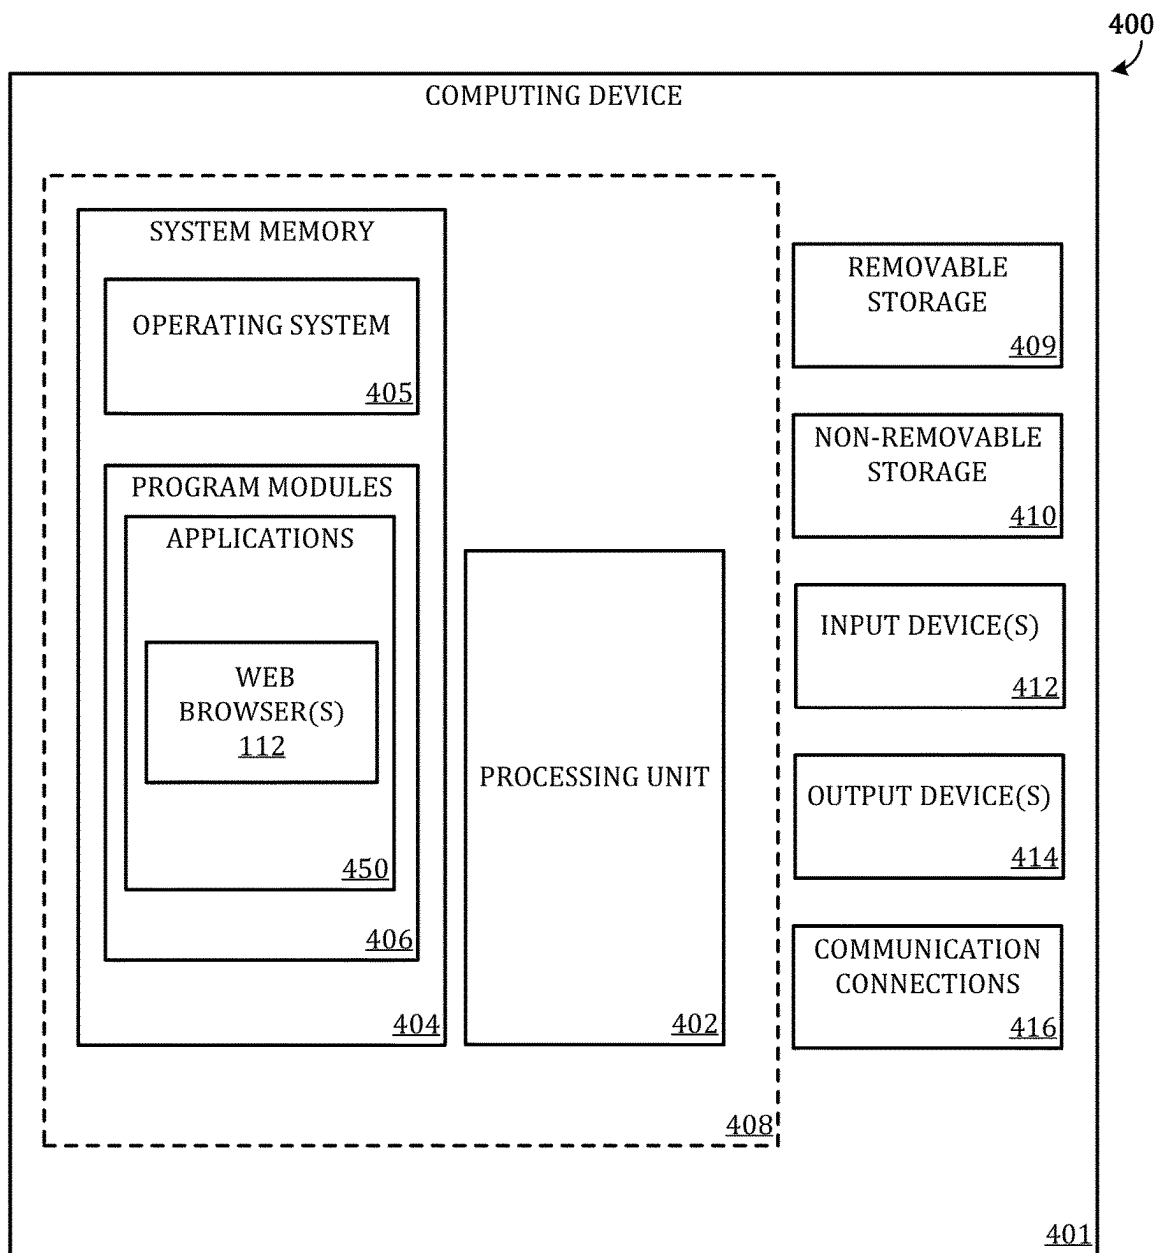 400
COMPUTING DEVICE
SYSTEM MEMORY
OPERATING SYSTEM
405
PROGRAM MODULES
APPLICATIONS
WEB
BROWSER(S)
112
450
406
404
PROCESSING UNIT
402
408
REMOVABLE
STORAGE
409
NON-REMOVABLE
STORAGE
410
INPUT DEVICE(S)
412
OUTPUT DEVICE(S)
414
COMMUNICATION
CONNECTIONS
416
401